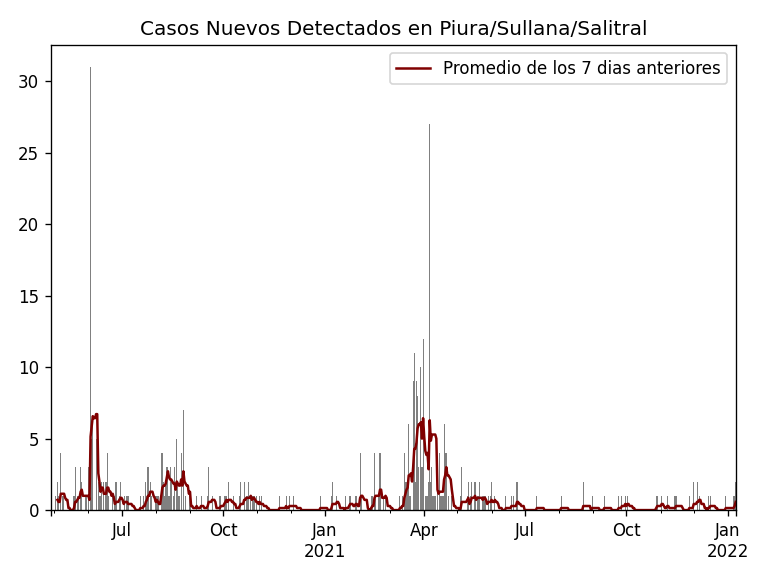 Casos Nuevos Detectados en Piura/Sullana/Salitral
Promedio de los 7 dias anteriores
30
25
20
15
10
5
0
Jul Oct Jan Apr Jul Oct Jan
2021 2022